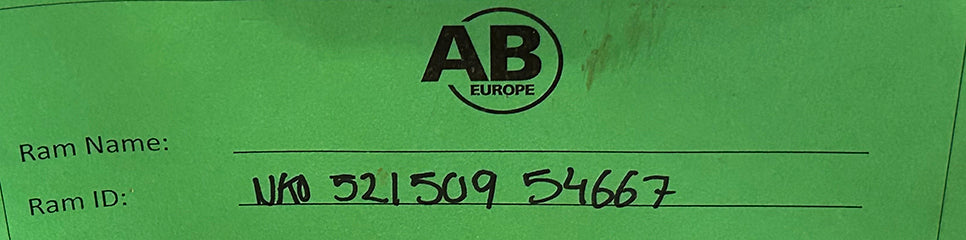 AB
EUROPE
Ram Name:
Ram ID: UK0 521509 54667